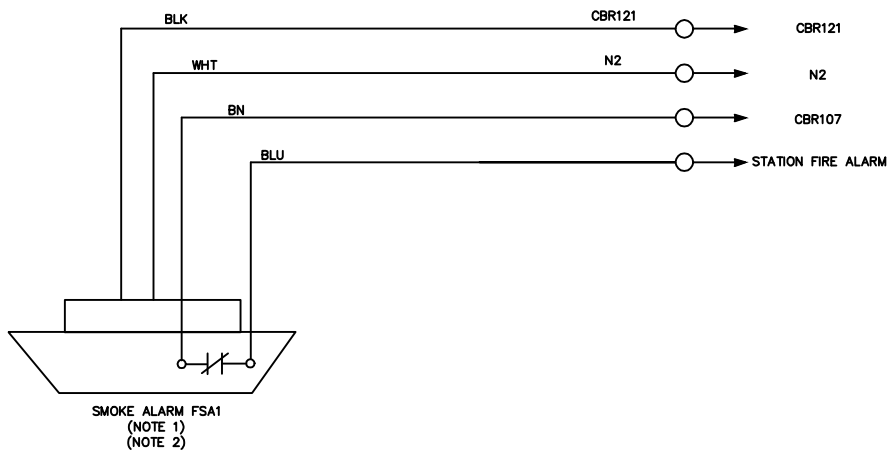 BLK
CBR121
CBR121
WHT
N2
N2
BN
CBR107
BLU
STATION FIRE ALARM
SMOKE ALARM FSA1
(NOTE 1)
(NOTE 2)